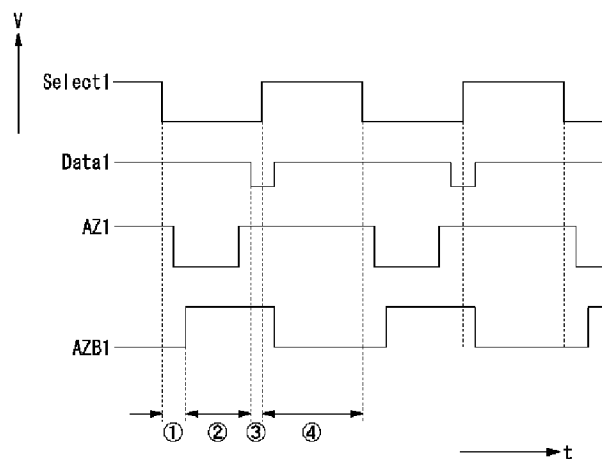 V
Select1
Data1
AZ1
AZB1
① ② ③ ④
t